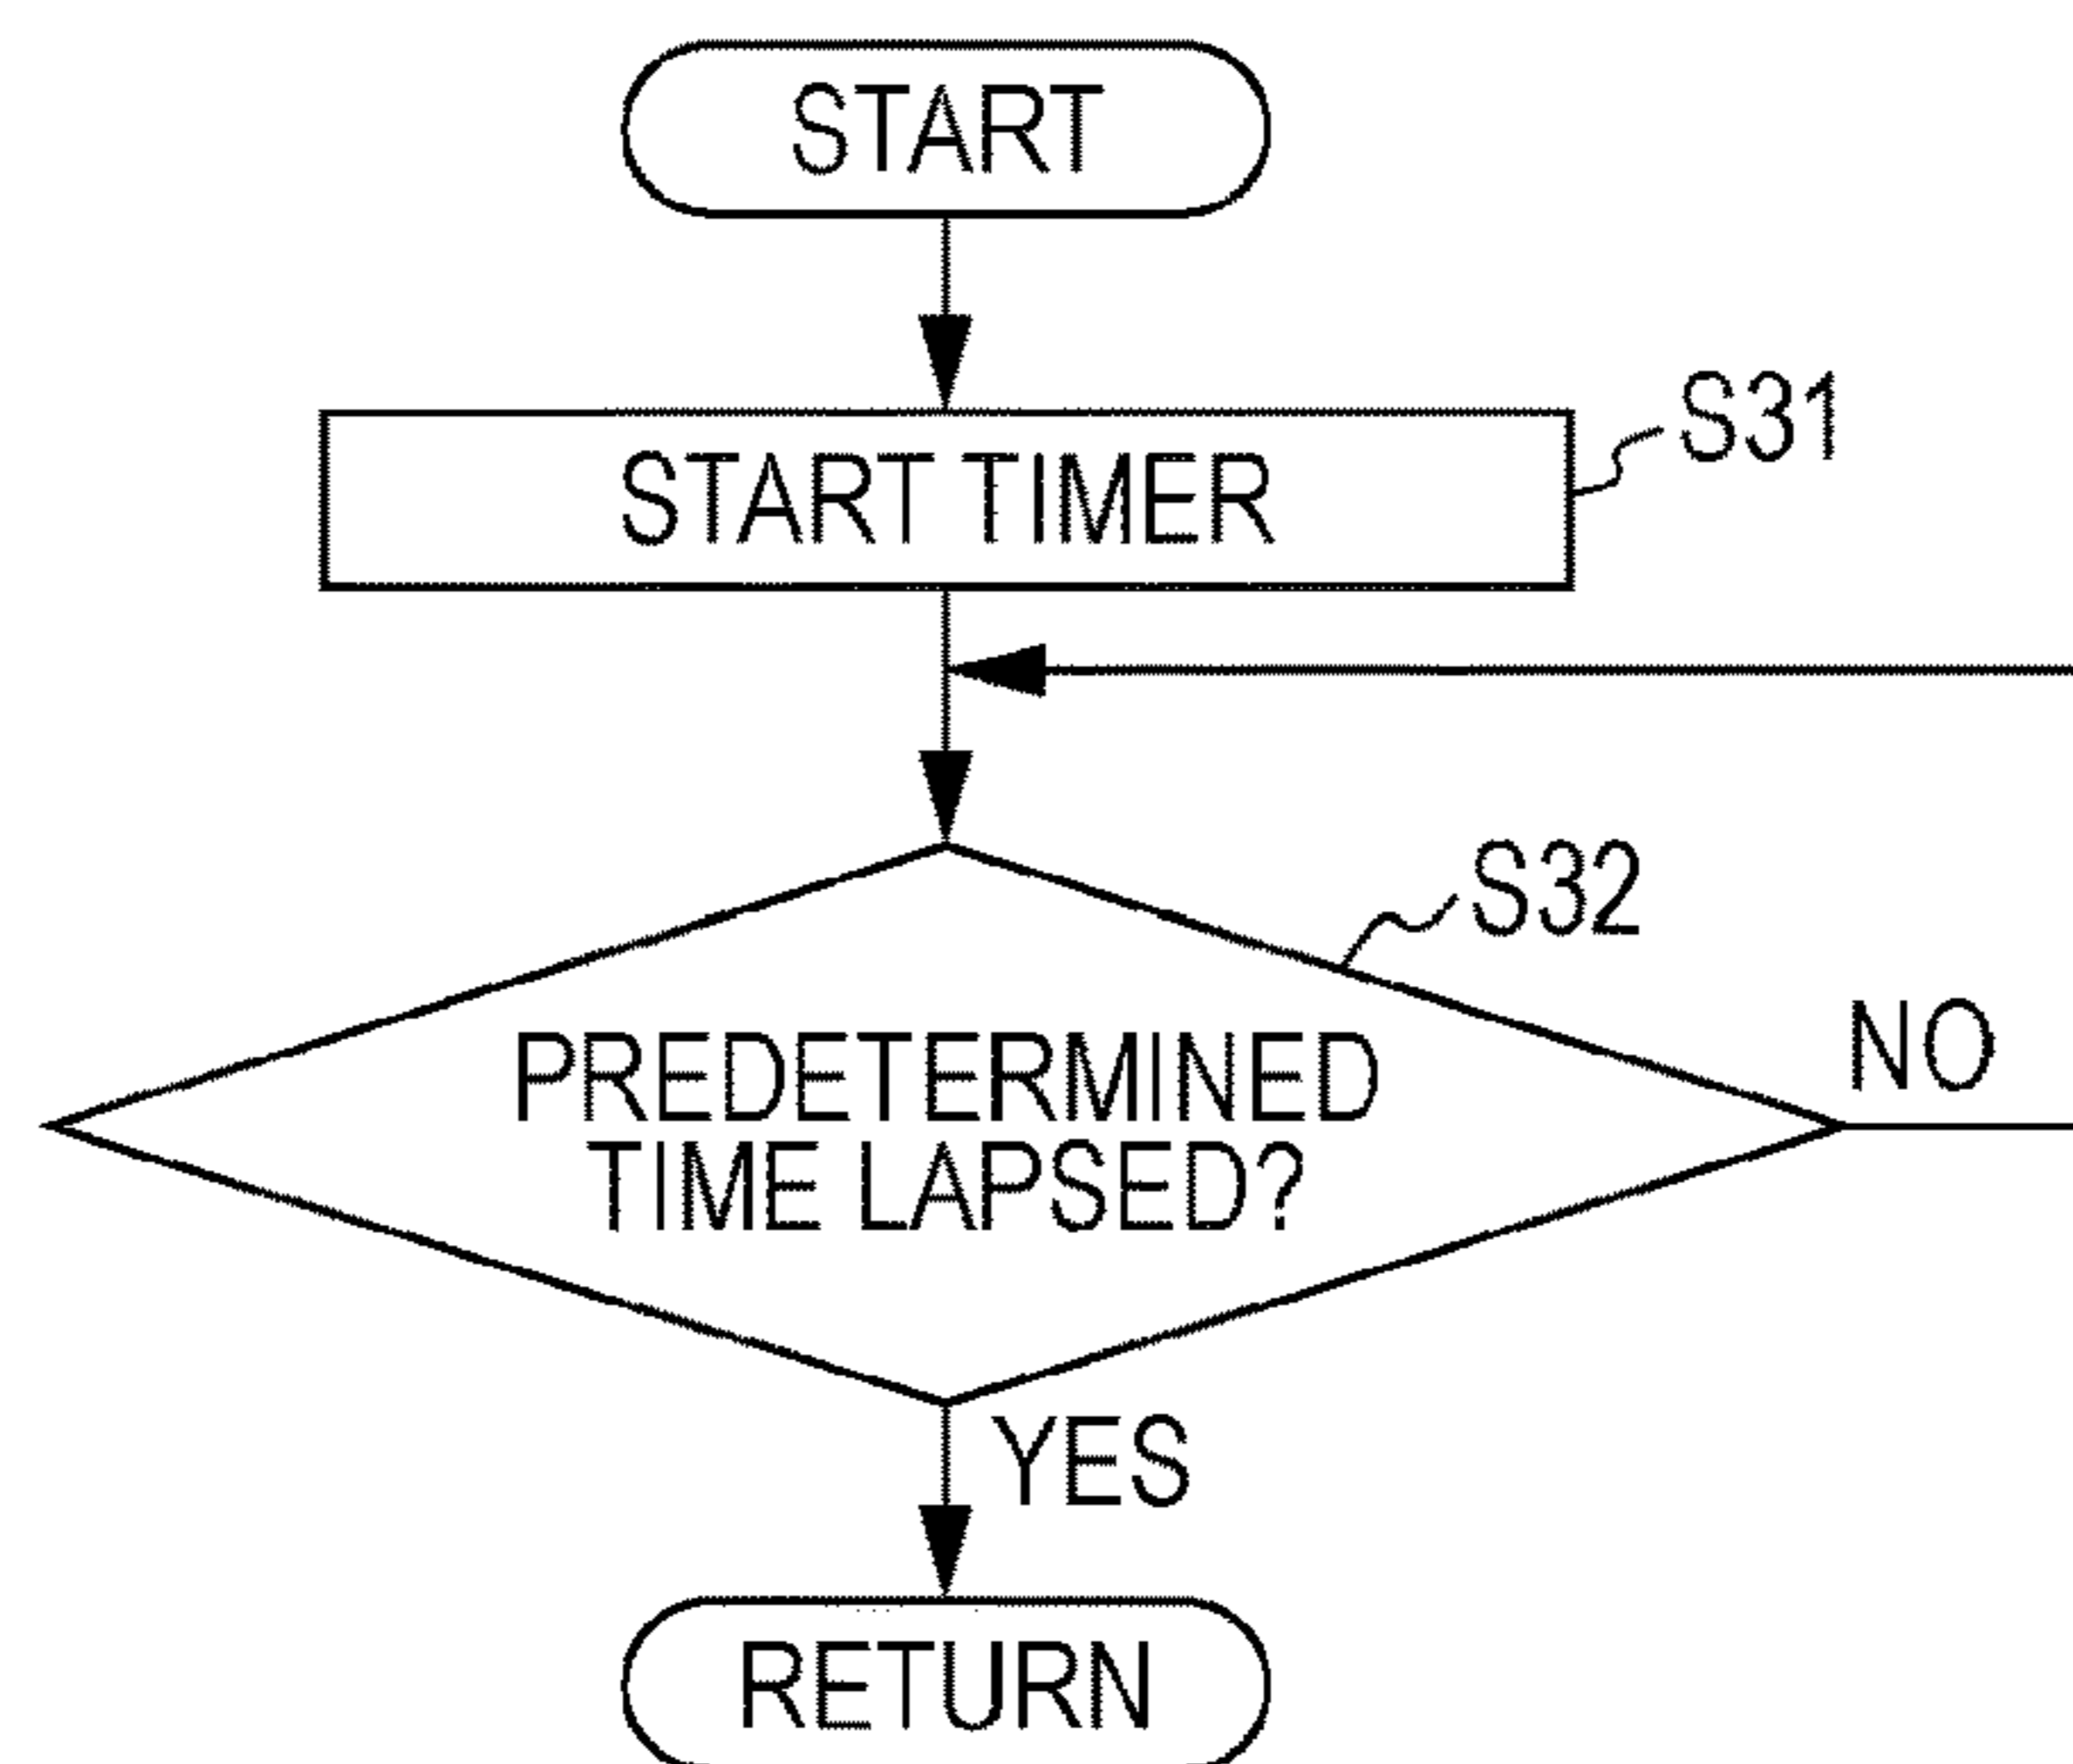 START
START TIMER
S31
S32
PREDETERMINED
TIME LAPSED?
NO
YES
RETURN